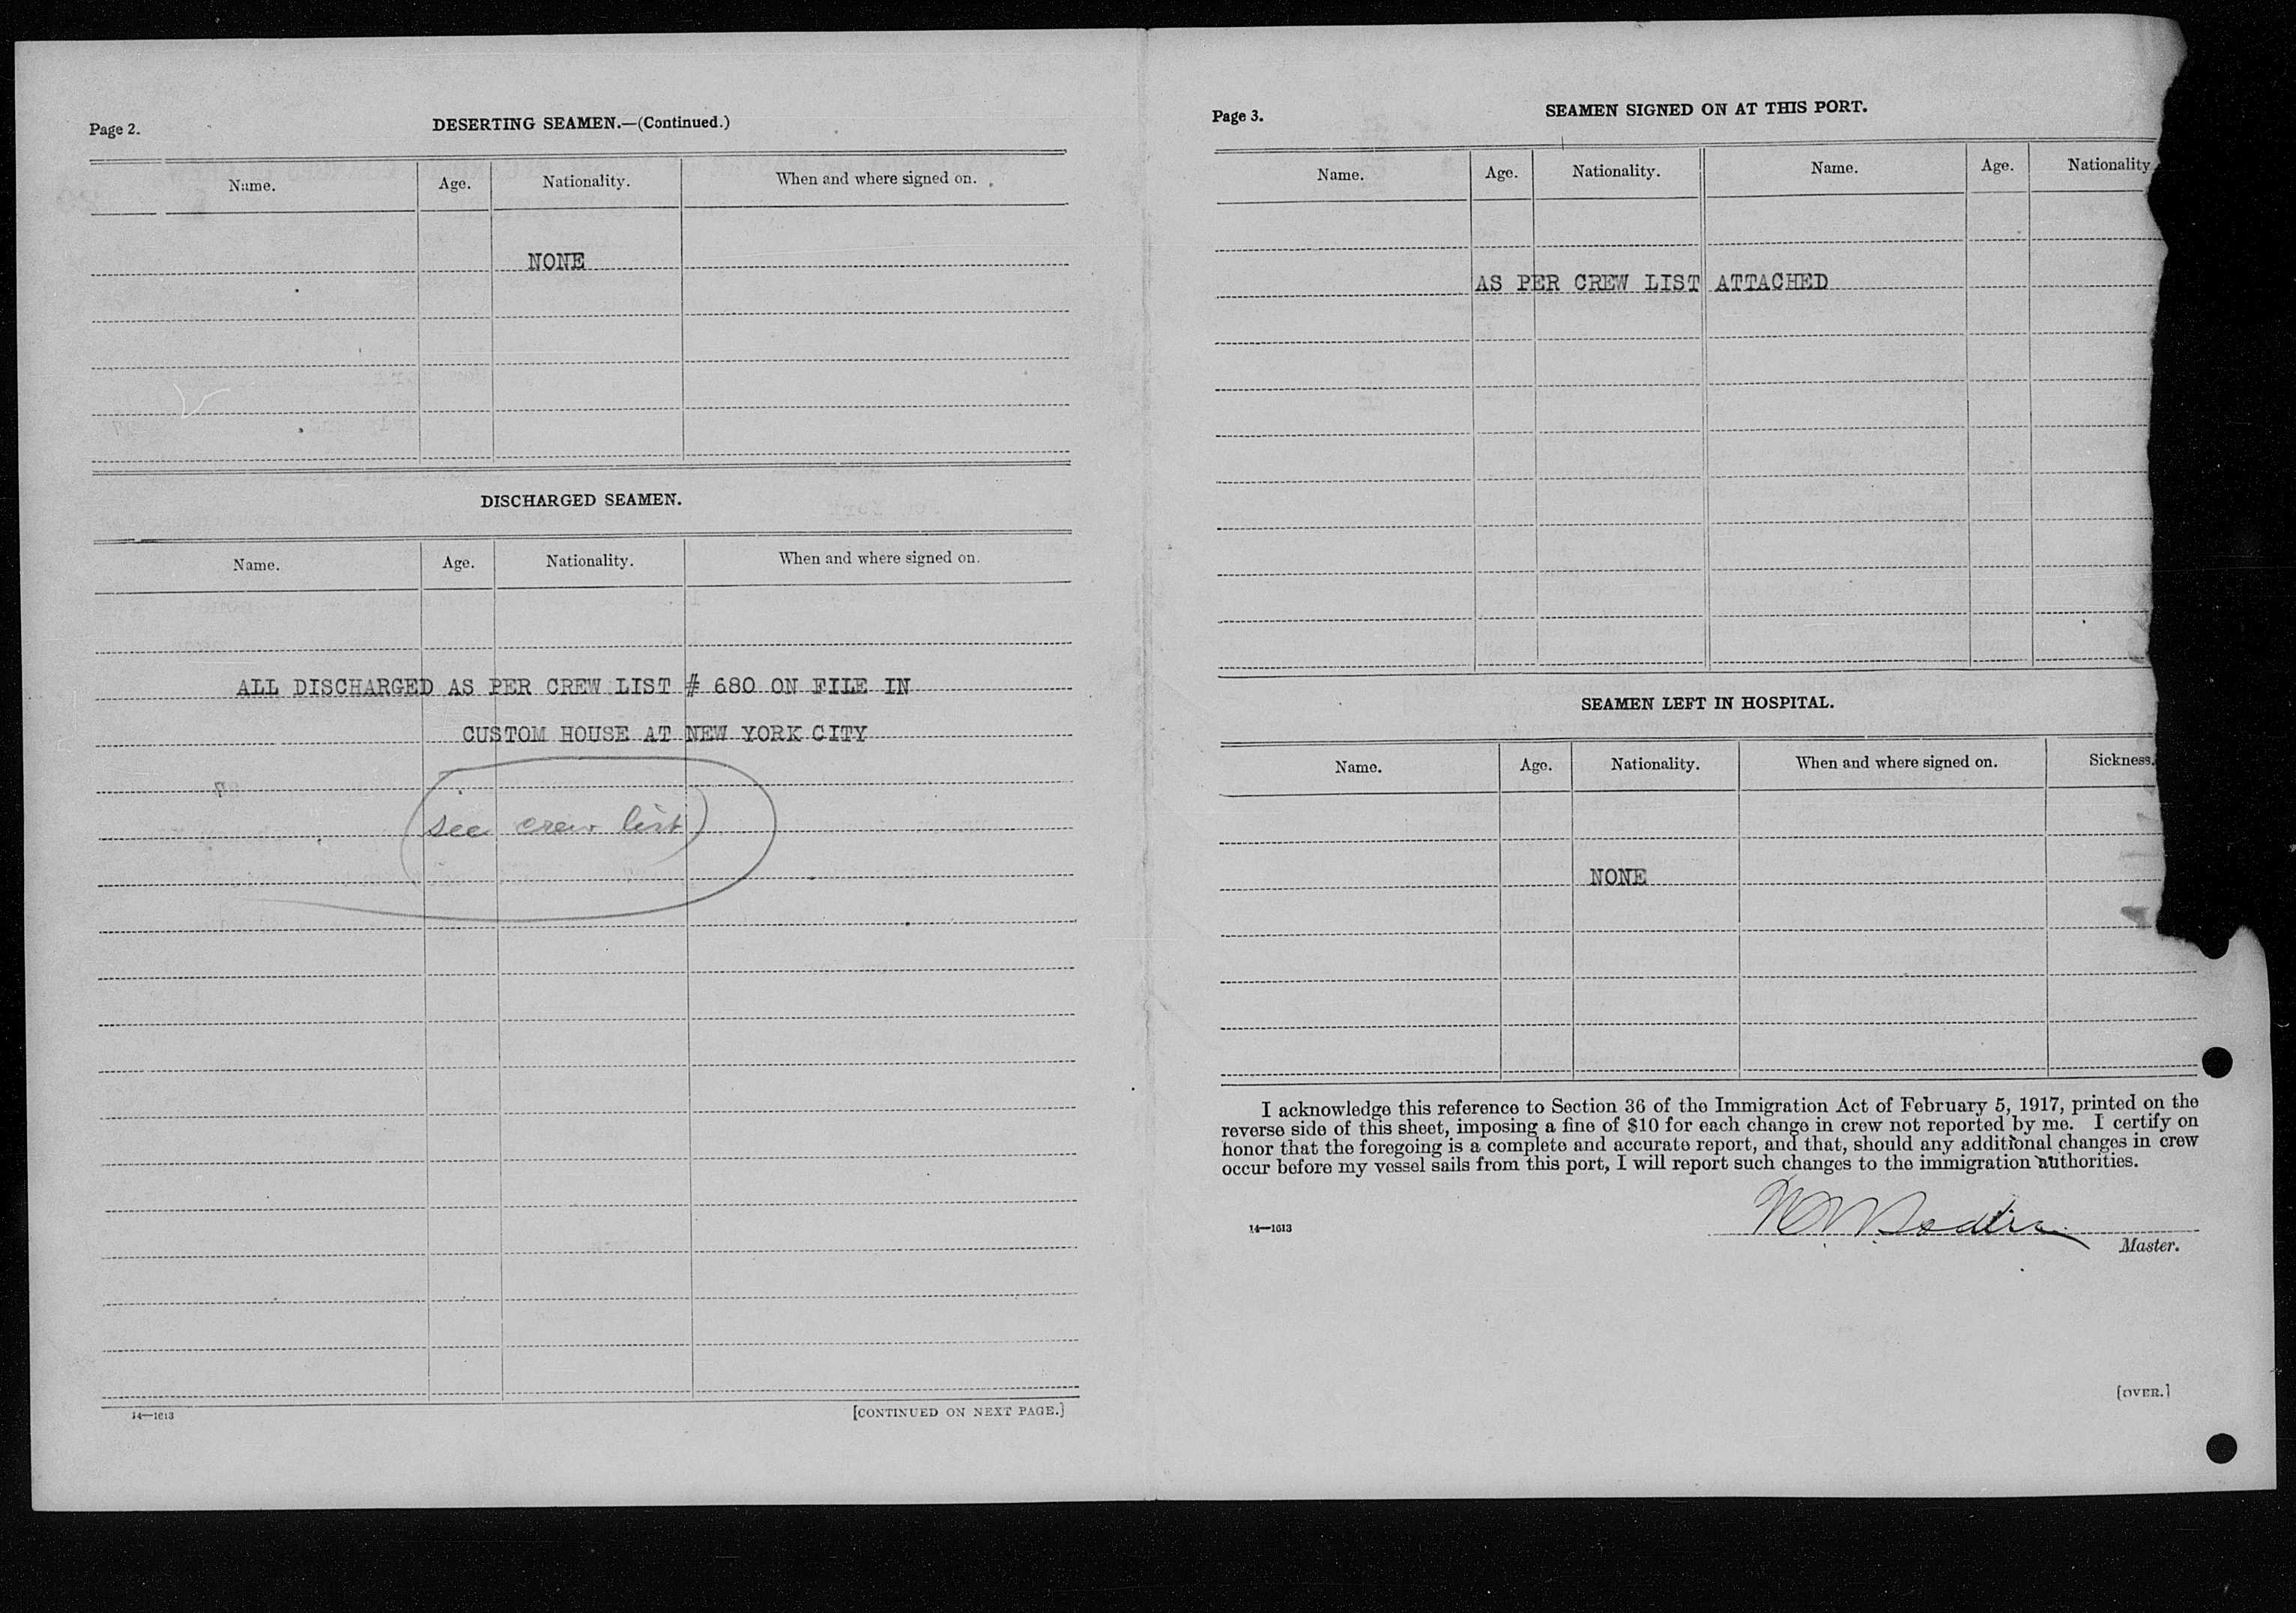 Page 2.
DESERTING SEAMEN.—(Continued.)
Name. Age. Nationality. When and where signed on.
NONE
DISCHARGED SEAMEN.
Name. Age. Nationality. When and where signed on.
ALL DISCHARGED AS PER CREW LIST # 680 ON FILE IN
CUSTOM HOUSE AT NEW YORK CITY
(see crew list)
14—1613
[CONTINUED ON NEXT PAGE.]
Page 3.
SEAMEN SIGNED ON AT THIS PORT.
Name. Age. Nationality. Name. Age. Nationality
AS PER CREW LIST ATTACHED
SEAMEN LEFT IN HOSPITAL.
Name. Age. Nationality. When and where signed on. Sickness.
NONE
I acknowledge this reference to Section 36 of the Immigration Act of February 5, 1917, printed on the
reverse side of this sheet, imposing a fine of $10 for each change in crew not reported by me. I certify on
honor that the foregoing is a complete and accurate report, and that, should any additional changes in crew
occur before my vessel sails from this port, I will report such changes to the immigration authorities.
14—1613
Master.
[OVER.]